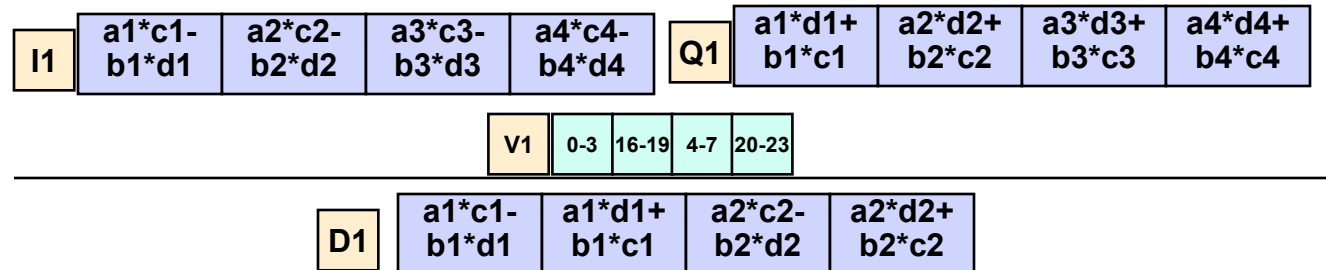 I1
a1*c1-
b1*d1
a2*c2-
b2*d2
a3*c3-
b3*d3
a4*c4-
b4*d4
Q1
a1*d1+
b1*c1
a2*d2+
b2*c2
a3*d3+
b3*c3
a4*d4+
b4*c4
V1
0-3
16-19
4-7
20-23
D1
a1*c1-
b1*d1
a1*d1+
b1*c1
a2*c2-
b2*d2
a2*d2+
b2*c2